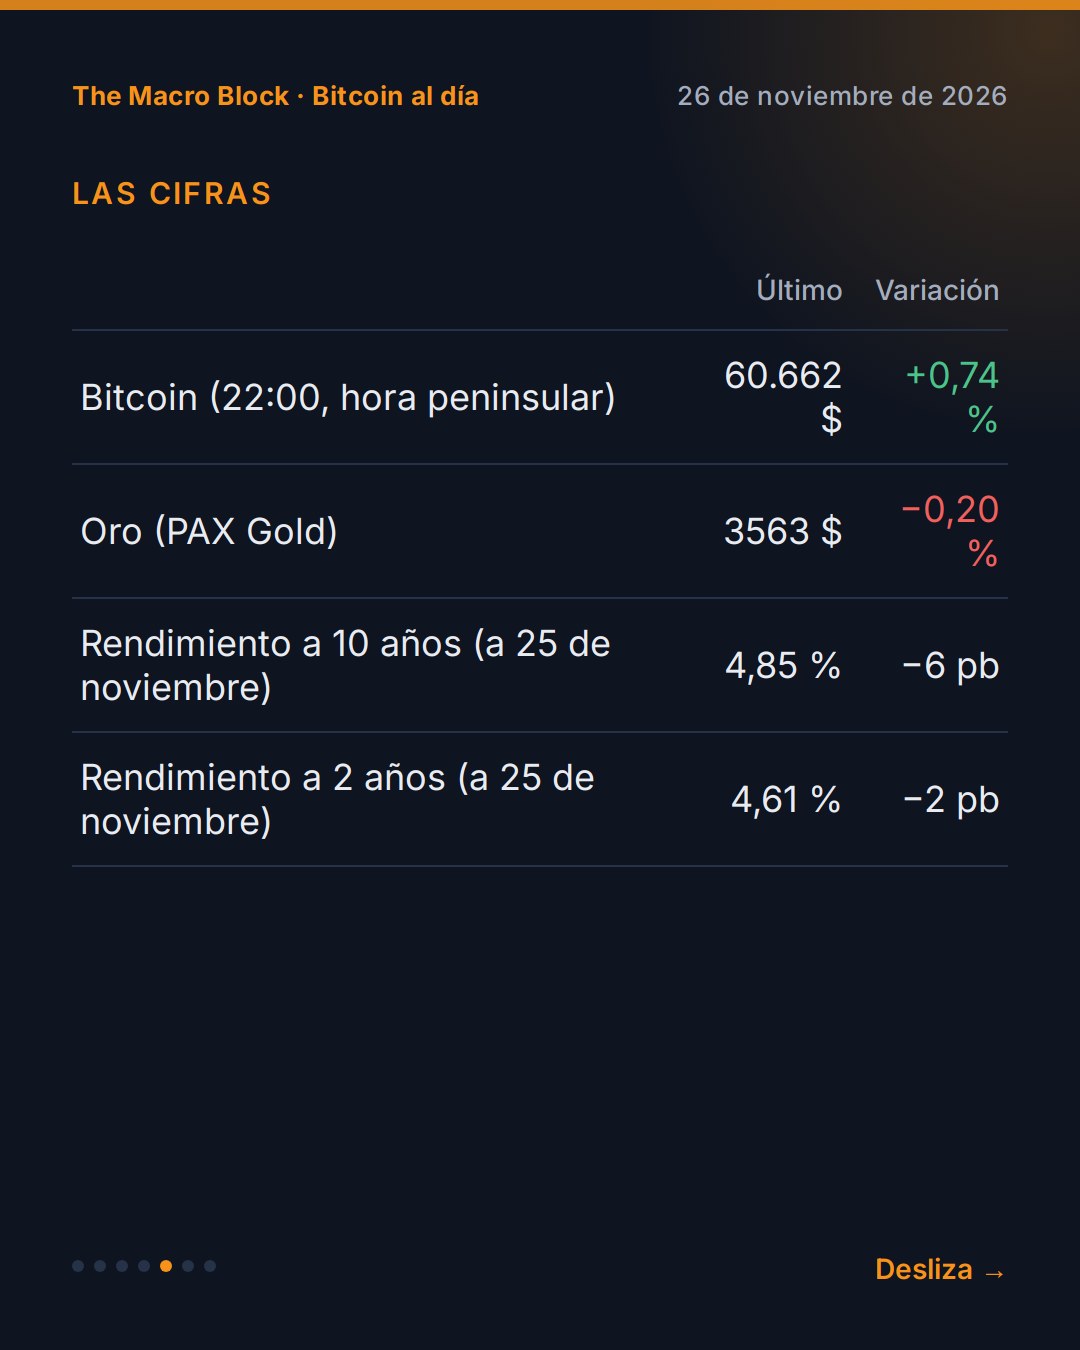 The Macro Block · Bitcoin al día
26 de noviembre de 2026
LAS CIFRAS
Último Variación
Bitcoin (22:00, hora peninsular) 60.662 $ +0,74 %
Oro (PAX Gold) 3563 $ −0,20 %
Rendimiento a 10 años (a 25 de
noviembre) 4,85 % −6 pb
Rendimiento a 2 años (a 25 de
noviembre) 4,61 % −2 pb
Desliza →